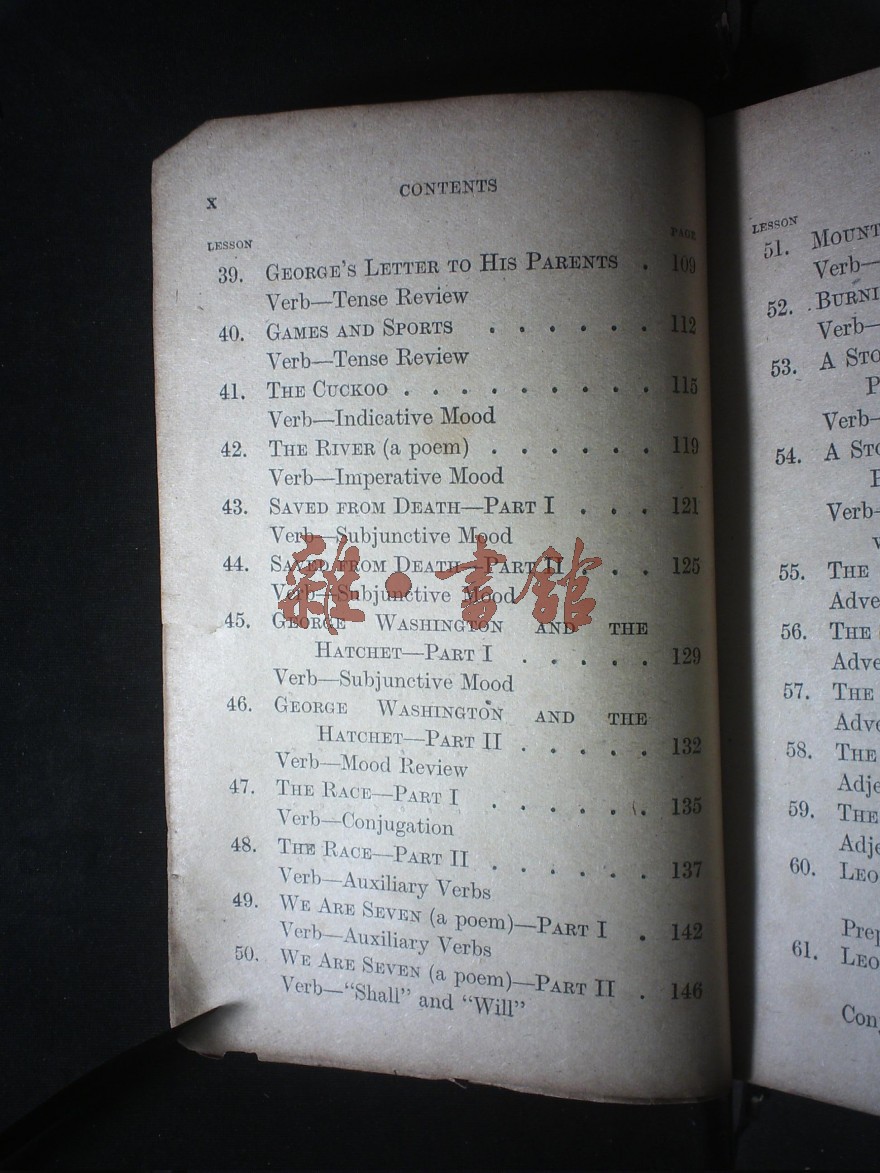 x CONTENTS
LESSON PAGE
39. GEORGE'S LETTER TO HIS PARENTS . 109
Verb—Tense Review
40. GAMES AND SPORTS . . . . . . 112
Verb—Tense Review
41. THE CUCKOO . . . . . . . . . 115
Verb—Indicative Mood
42. THE RIVER (a poem) . . . . . . 119
Verb—Imperative Mood
43. SAVED FROM DEATH—PART I . . . 121
Verb—Subjunctive Mood
44. SAVED FROM DEATH—PART II . . . 125
Verb—Subjunctive Mood
45. GEORGE WASHINGTON AND THE
HATCHET—PART I . . . . . 129
Verb—Subjunctive Mood
46. GEORGE WASHINGTON AND THE
HATCHET—PART II . . . . . 132
Verb—Mood Review
47. THE RACE—PART I . . . . . . 135
Verb—Conjugation
48. THE RACE—PART II . . . . . . 137
Verb—Auxiliary Verbs
49. WE ARE SEVEN (a poem)—PART I . 142
Verb—Auxiliary Verbs
50. WE ARE SEVEN (a poem)—PART II . 146
Verb—"Shall" and "Will"
雜·書館
LESSON
51. MOUNT
Verb—
52. BURNI
Verb—
53. A STO
P
Verb—
54. A STO
Verb—
55. THE
Adve
56. THE
Adve
57. THE
Adve
58. THE
Adje
59. THE
Adje
60. LEO
Prep
61. LEO
Con